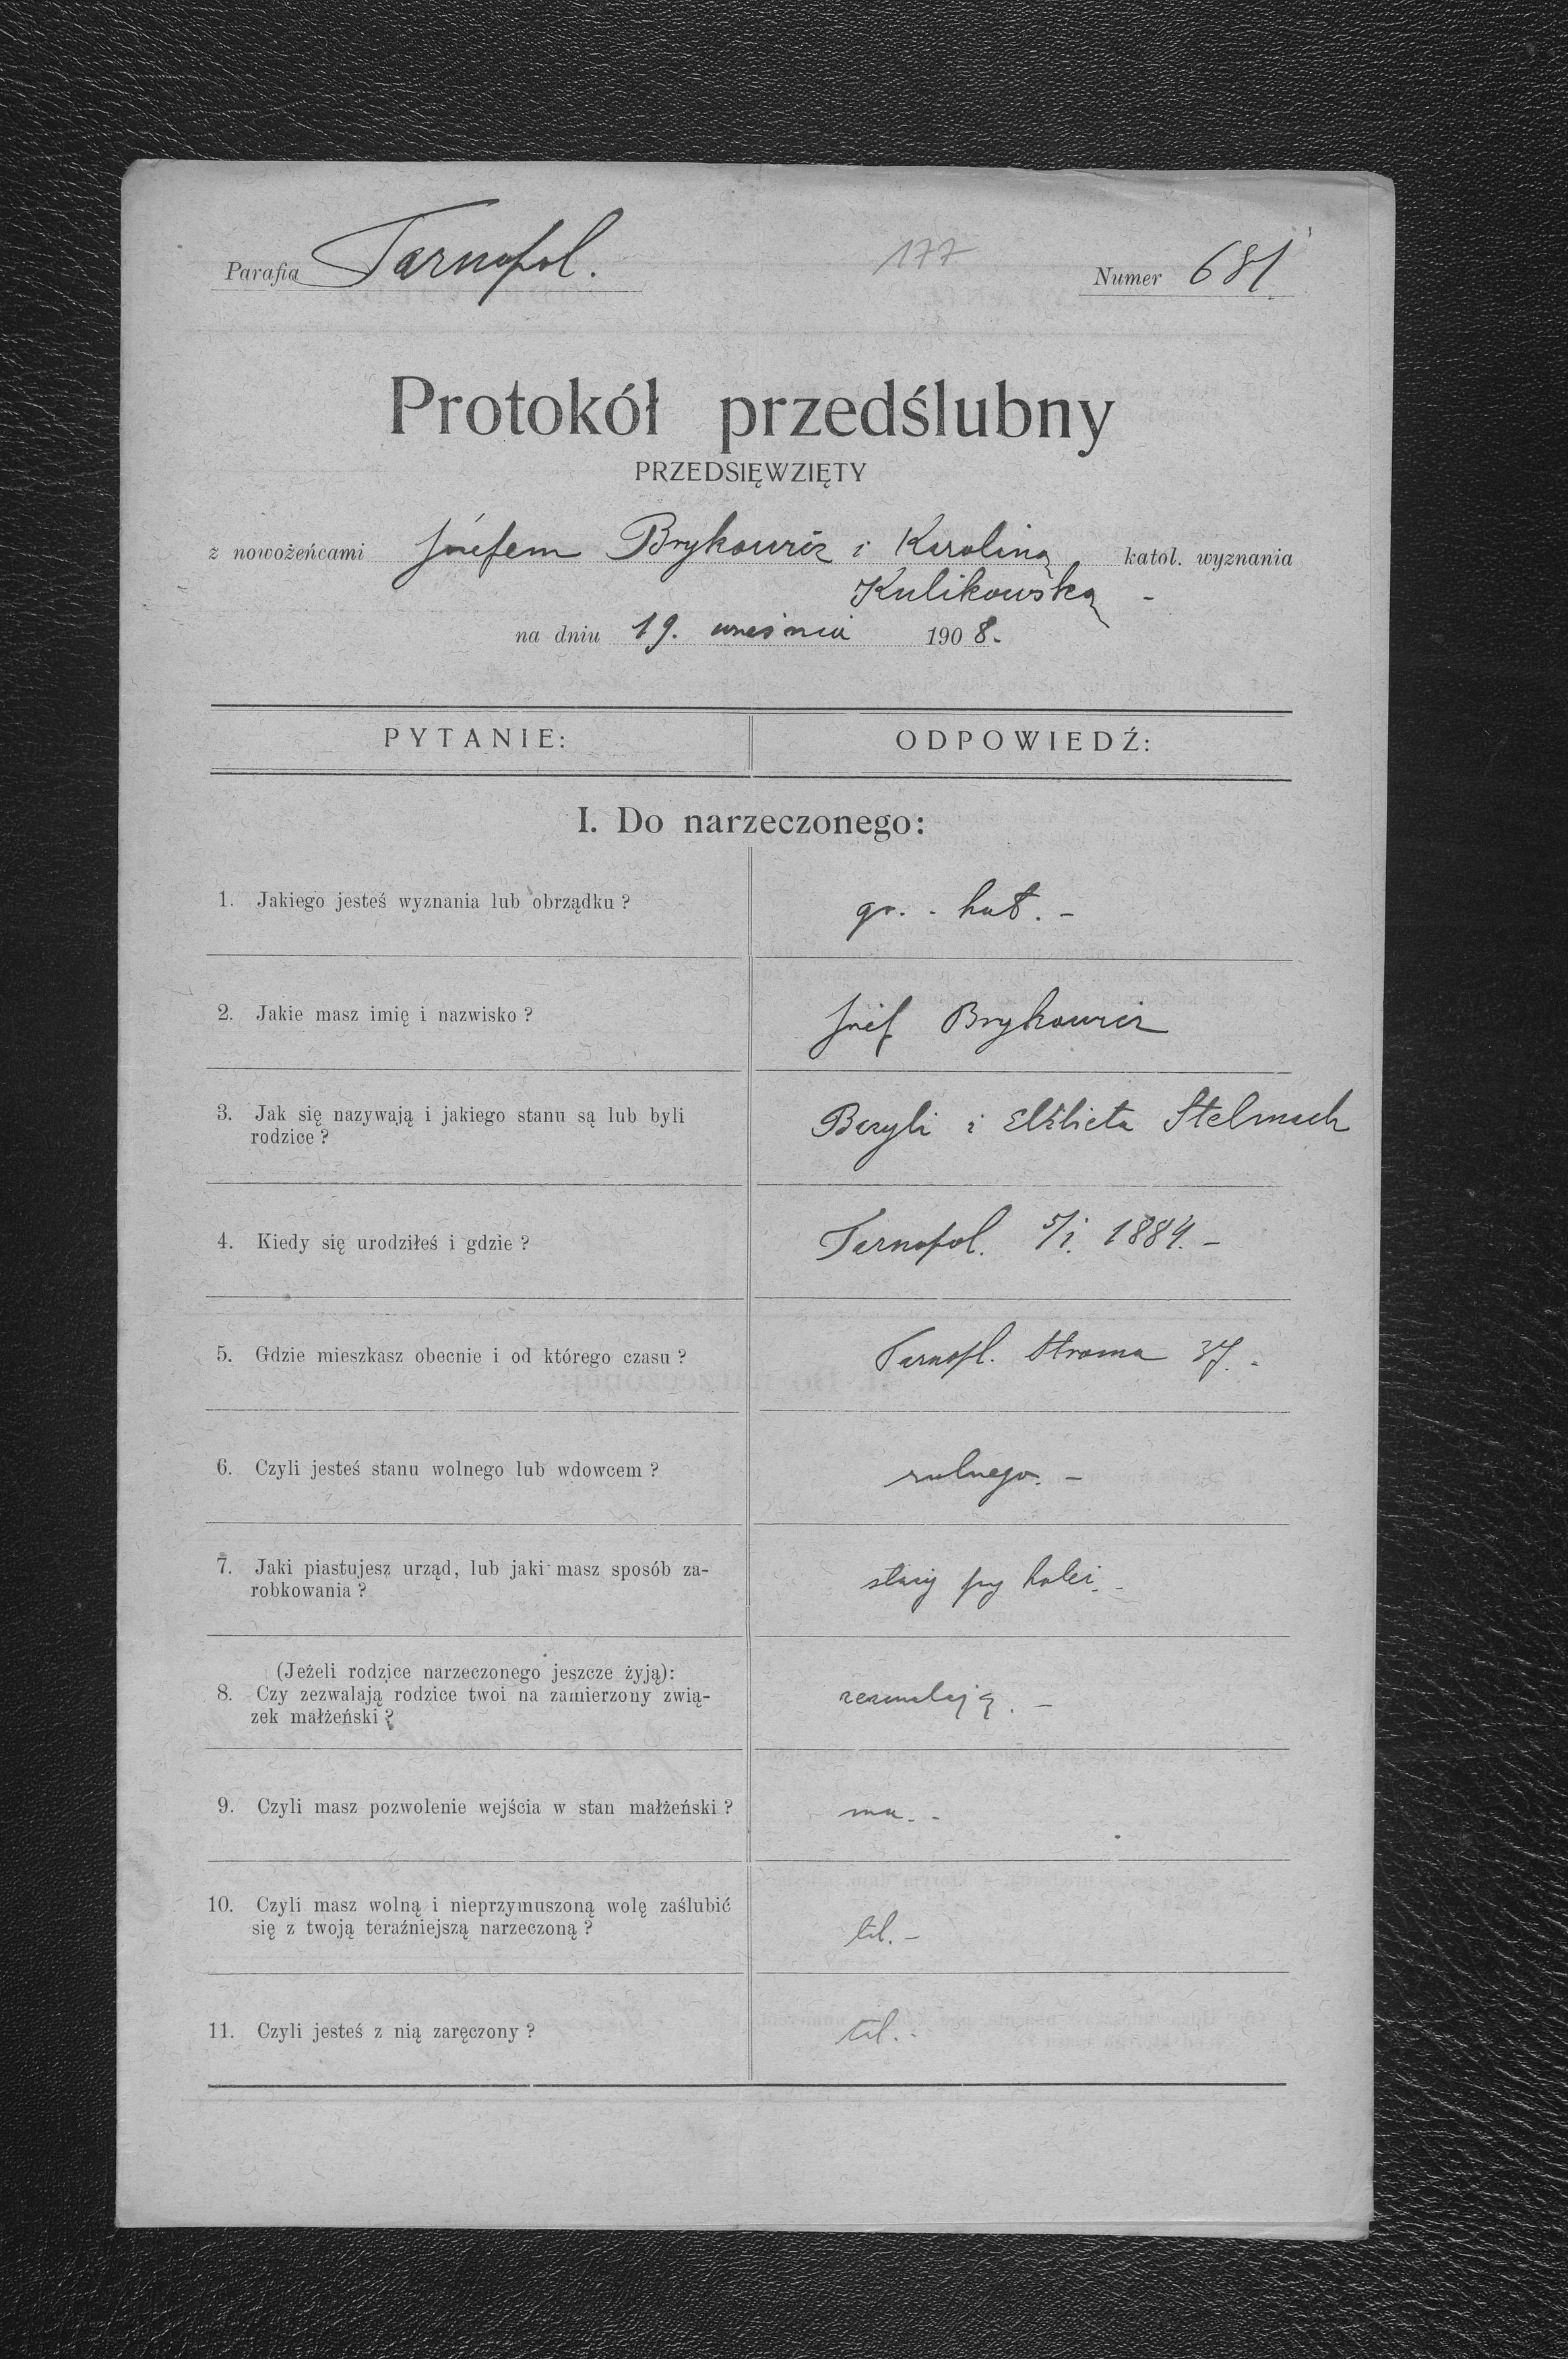 Parafia Tarnopol.
177
Numer 681
Protokół przedślubny
PRZEDSIĘWZIĘTY
z nowożeńcami Józefem Brykowicz i Karoliną katol. wyznania
Kulikowską -
na dniu 19. września 1908.
PYTANIE: ODPOWIEDŹ:
I. Do narzeczonego:
1. Jakiego jesteś wyznania lub obrządku? gr. - kat. -
2. Jakie masz imię i nazwisko? Józef Brykowicz
3. Jak się nazywają i jakiego stanu są lub byli
rodzice? Bazyli i Elżbieta Stelmach
4. Kiedy się urodziłeś i gdzie? Tarnopol. 5/I. 1884. -
5. Gdzie mieszkasz obecnie i od którego czasu? Tarnopl. Stroma 37. -
6. Czyli jesteś stanu wolnego lub wdowcem? wolnego. -
7. Jaki piastujesz urząd, lub jaki masz sposób za-
robkowania? przy kolei. -
(Jeżeli rodzice narzeczonego jeszcze żyją):
8. Czy zezwalają rodzice twoi na zamierzony zwią-
zek małżeński? zezwalają. -
9. Czyli masz pozwolenie wejścia w stan małżeński? ma. -
10. Czyli masz wolną i nieprzymuszoną wolę zaślubić
się z twoją teraźniejszą narzeczoną?
11. Czyli jesteś z nią zaręczony?